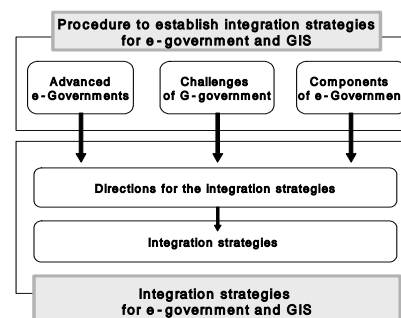 Procedure to establish integration strategies
for e-government and GIS
Advanced
e-Governments
Challenges
of G-government
Components
of e-Governmen
Directions for the integration strategies
Integration strategies
Integration strategies
for e-government and GIS